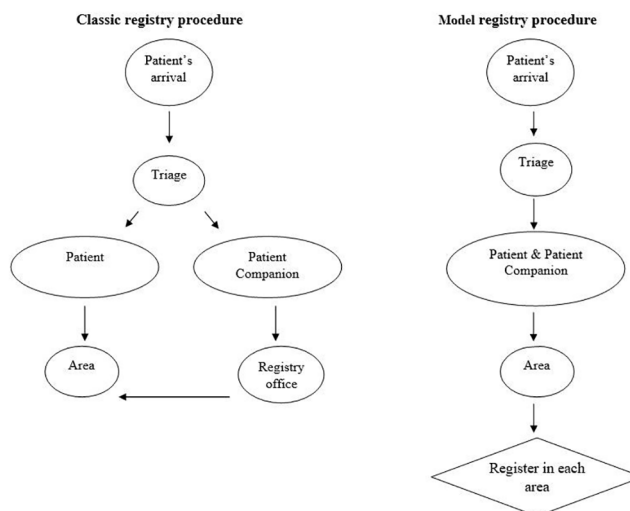 Classic registry procedure
Patient's
arrival
Triage
Patient
Patient
Companion
Area
Registry
office
Model registry procedure
Patient's
arrival
Triage
Patient & Patient
Companion
Area
Register in each
area